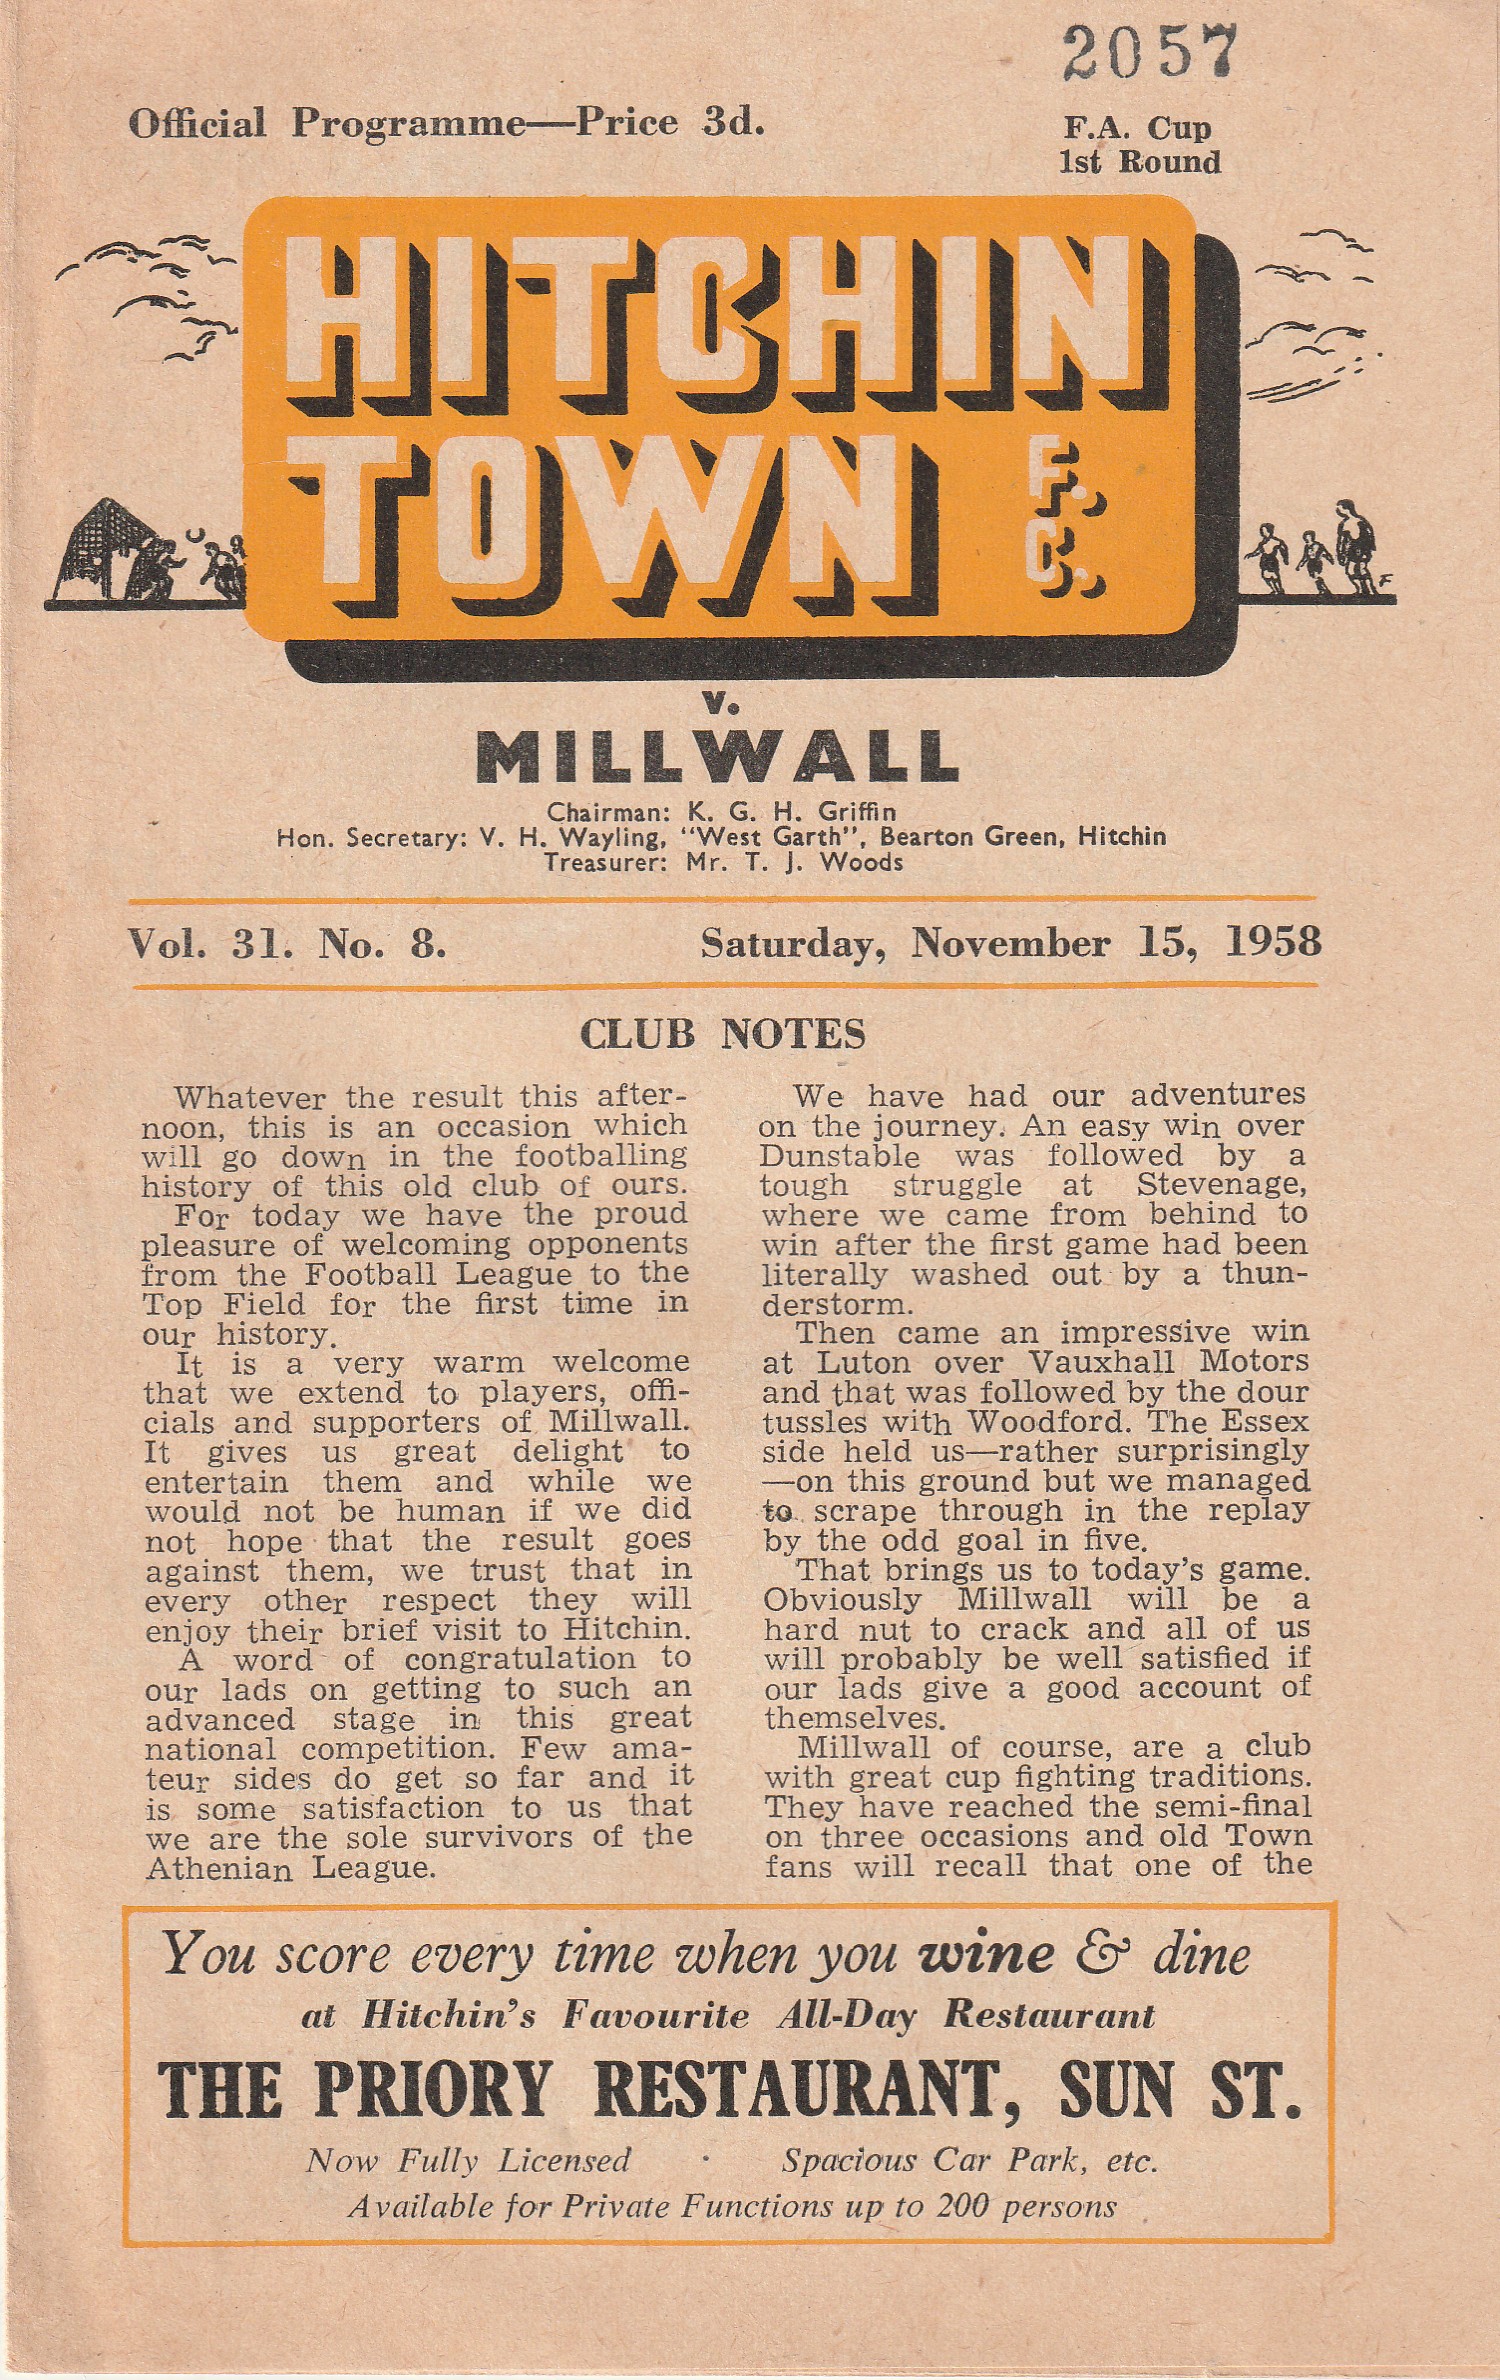 2057
Official Programme—Price 3d.
F.A. Cup
1st Round
HITCHIN
TOWN F.C.
v.
MILLWALL
Chairman: K. G. H. Griffin
Hon. Secretary: V. H. Wayling, "West Garth", Bearton Green, Hitchin
Treasurer: Mr. T. J. Woods
Vol. 31. No. 8.
Saturday, November 15, 1958
CLUB NOTES
Whatever the result this after-
noon, this is an occasion which
will go down in the footballing
history of this old club of ours.
For today we have the proud
pleasure of welcoming opponents
from the Football League to the
Top Field for the first time in
our history.
It is a very warm welcome
that we extend to players, offi-
cials and supporters of Millwall.
It gives us great delight to
entertain them and while we
would not be human if we did
not hope that the result goes
against them, we trust that in
every other respect they will
enjoy their brief visit to Hitchin.
A word of congratulation to
our lads on getting to such an
advanced stage in this great
national competition. Few ama-
teur sides do get so far and it
is some satisfaction to us that
we are the sole survivors of the
Athenian League.
We have had our adventures
on the journey. An easy win over
Dunstable was followed by a
tough struggle at Stevenage,
where we came from behind to
win after the first game had been
literally washed out by a thun-
derstorm.
Then came an impressive win
at Luton over Vauxhall Motors
and that was followed by the dour
tussles with Woodford. The Essex
side held us—rather surprisingly
—on this ground but we managed
to scrape through in the replay
by the odd goal in five.
That brings us to today's game.
Obviously Millwall will be a
hard nut to crack and all of us
will probably be well satisfied if
our lads give a good account of
themselves.
Millwall of course, are a club
with great cup fighting traditions.
They have reached the semi-final
on three occasions and old Town
fans will recall that one of the
You score every time when you wine & dine
at Hitchin's Favourite All-Day Restaurant
THE PRIORY RESTAURANT, SUN ST.
Now Fully Licensed · Spacious Car Park, etc.
Available for Private Functions up to 200 persons